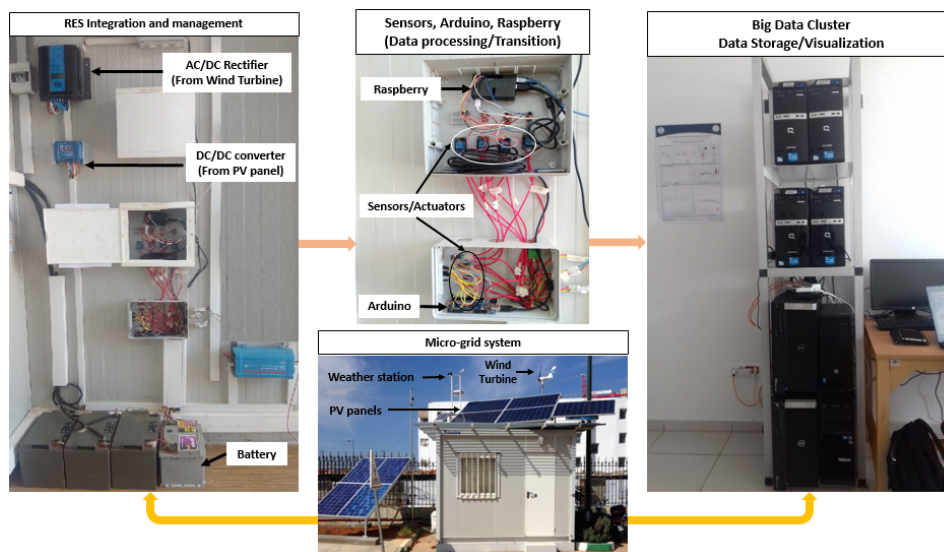 RES Integration and management
AC/DC Rectifier
(From Wind Turbine)
DC/DC converter
(From PV panel)
Battery
Sensors, Arduino, Raspberry
(Data processing/Transition)
Raspberry
Sensors/Actuators
Arduino
Big Data Cluster
Data Storage/Visualization
Micro-grid system
Weather station
Wind
Turbine
PV panels